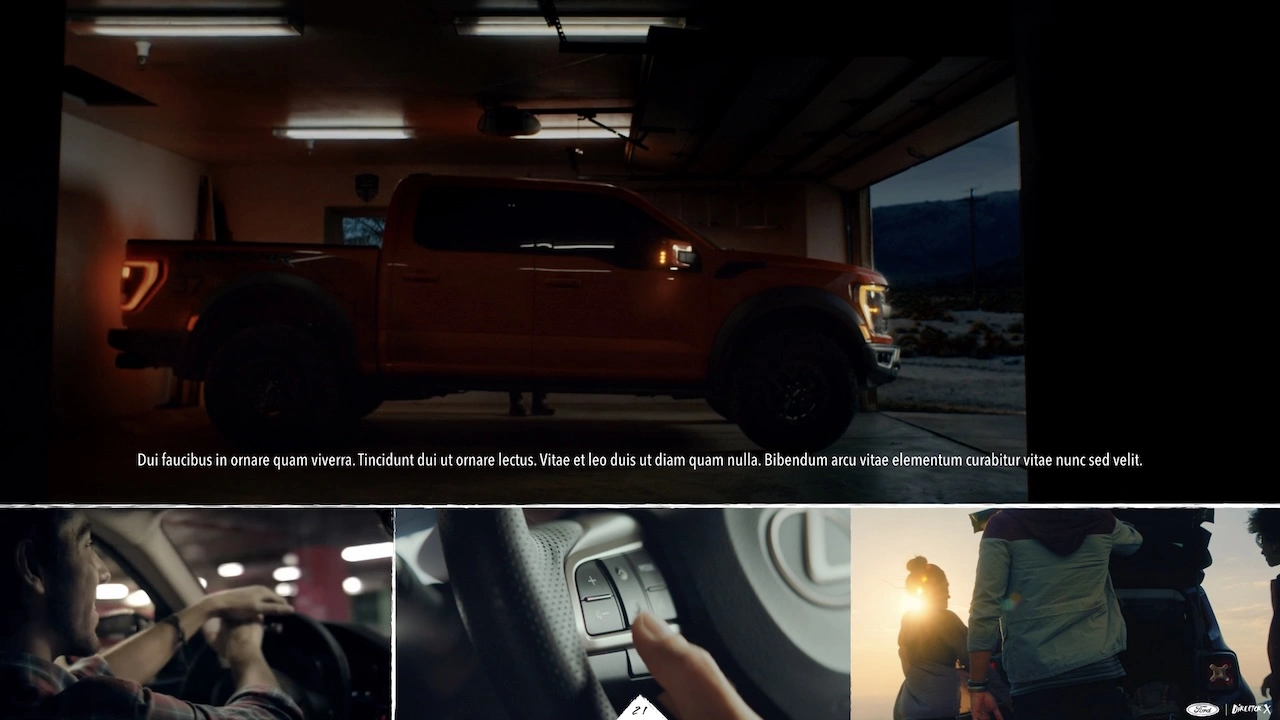 Dui faucibus in ornare quam viverra. Tincidunt dui ut ornare lectus. Vitae et leo duis ut diam quam nulla. Bibendum arcu vitae elementum curabitur vitae nunc sed velit.
21
Ford | DIRECTOR X